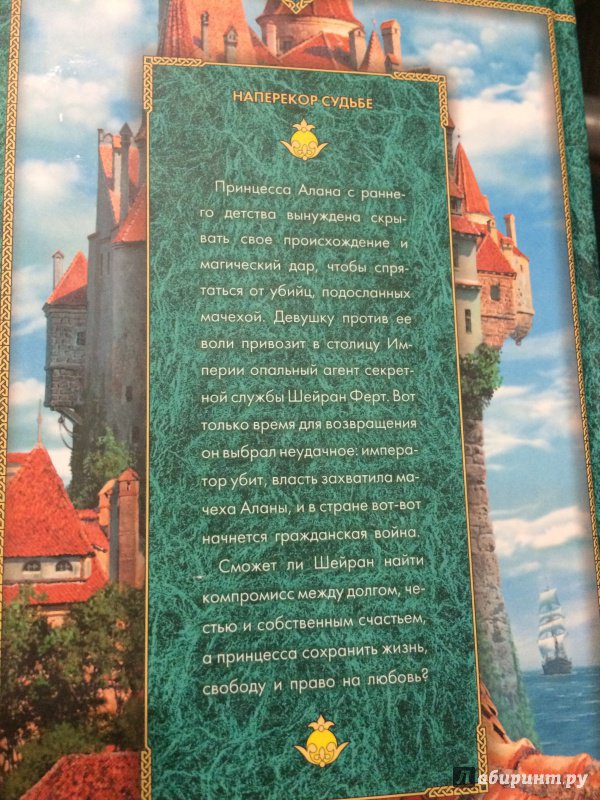 НАПЕРЕКОР СУДЬБЕ
Принцесса Алана с ранне-
го детства вынуждена скры-
вать свое происхождение и
магический дар, чтобы спря-
таться от убийц, подосланных
мачехой. Девушку против ее
воли привозит в столицу Им-
перии опальный агент секрет-
ной службы Шейран Ферт. Вот
только время для возвращения
он выбрал неудачное: импера-
тор убит, власть захватила ма-
чеха Аланы, и в стране вот-вот
начнется гражданская война.
Сможет ли Шейран найти
компромисс между долгом, че-
стью и собственным счастьем,
а принцесса сохранить жизнь,
свободу и право на любовь?
Лабиринт.ру